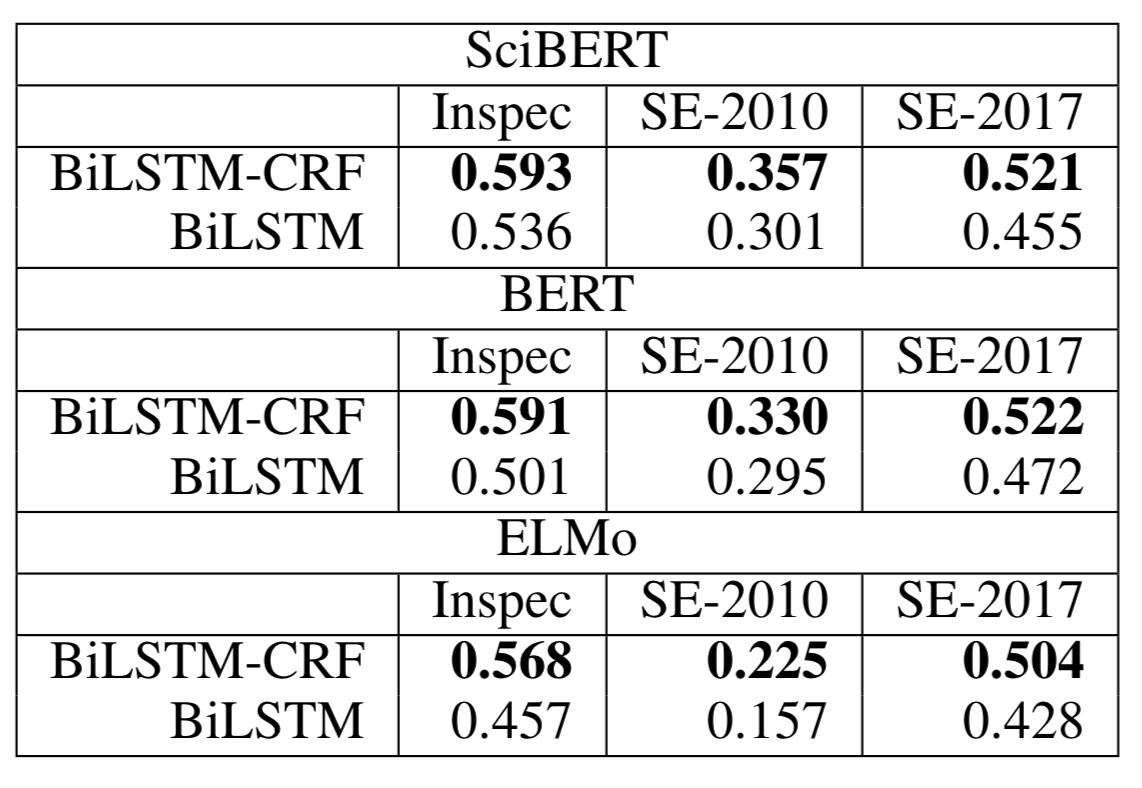 SciBERT
Inspec SE-2010 SE-2017
BiLSTM-CRF 0.593 0.357 0.521
BiLSTM 0.536 0.301 0.455
BERT
Inspec SE-2010 SE-2017
BiLSTM-CRF 0.591 0.330 0.522
BiLSTM 0.501 0.295 0.472
ELMo
Inspec SE-2010 SE-2017
BiLSTM-CRF 0.568 0.225 0.504
BiLSTM 0.457 0.157 0.428